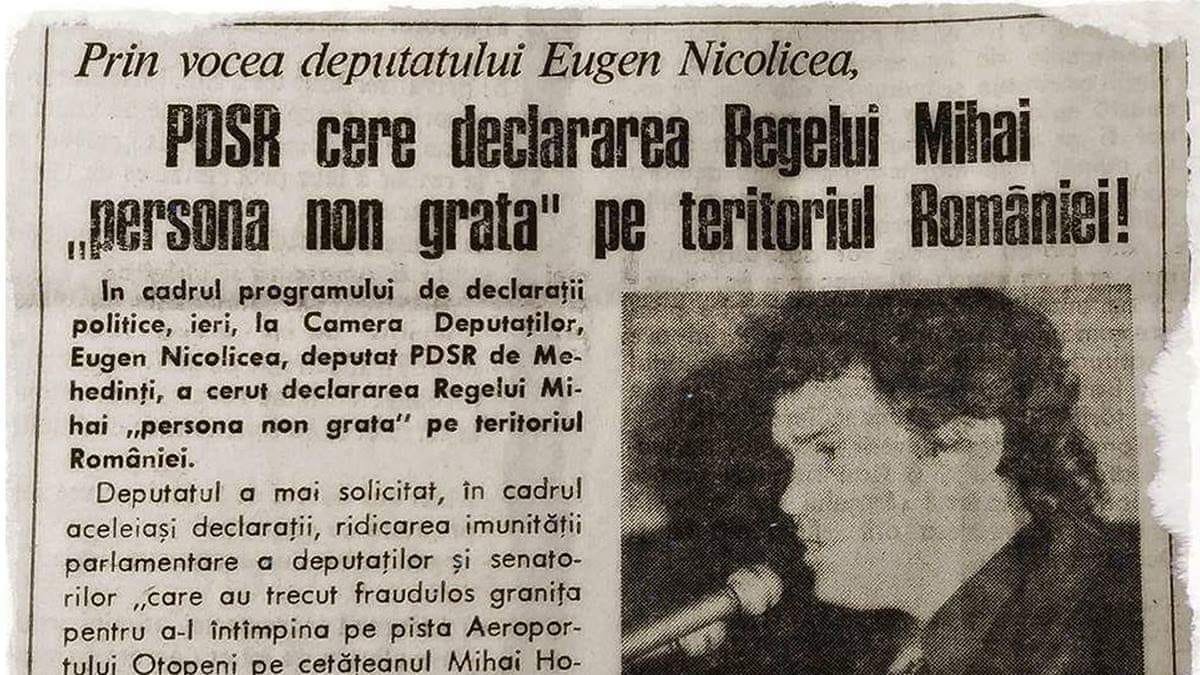 Prin vocea deputatului Eugen Nicolicea,
PDSR cere declararea Regelui Mihai
„persona non grata" pe teritoriul României!
In cadrul programului de declarații
politice, ieri, la Camera Deputaților,
Eugen Nicolicea, deputat PDSR de Me-
hedinți, a cerut declararea Regelui Mi-
hai „persona non grata" pe teritoriul
României.
Deputatul a mai solicitat, în cadrul
aceleiași declarații, ridicarea imunității
parlamentare a deputaților și senato-
rilor „care au trecut fraudulos granița
pentru a-l întîmpina pe pista Aeropor-
tului Otopeni pe cetățeanul Mihai Ho-